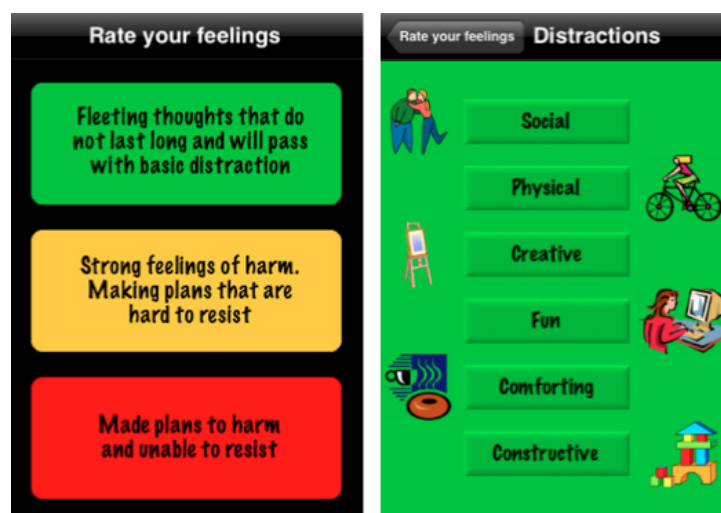 Rate your feelings
Fleeting thoughts that do
not last long and will pass
with basic distraction
Strong feelings of harm.
Making plans that are
hard to resist
Made plans to harm
and unable to resist
Rate your feelings
Distractions
Social
Physical
Creative
Fun
Comforting
Constructive